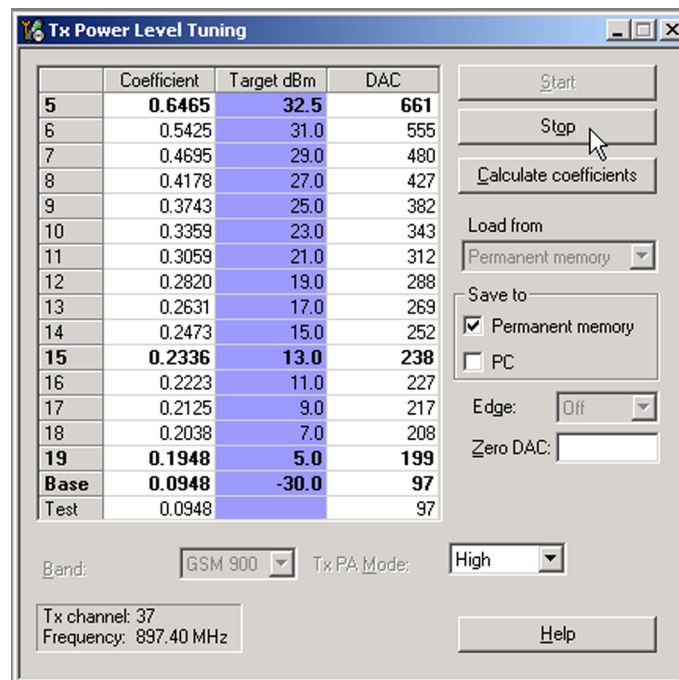 Tx Power Level Tuning
Coefficient Target dBm DAC
5 0.6465 32.5 661
6 0.5425 31.0 555
7 0.4695 29.0 480
8 0.4178 27.0 427
9 0.3743 25.0 382
10 0.3359 23.0 343
11 0.3059 21.0 312
12 0.2820 19.0 288
13 0.2631 17.0 269
14 0.2473 15.0 252
15 0.2336 13.0 238
16 0.2223 11.0 227
17 0.2125 9.0 217
18 0.2038 7.0 208
19 0.1948 5.0 199
Base 0.0948 -30.0 97
Test 0.0948 97
Start
Stop
Calculate coefficients
Load from
Permanent memory
Save to
Permanent memory
PC
Edge: Off
Zero DAC:
Band: GSM 900 Tx PA Mode: High
Tx channel: 37
Frequency: 897.40 MHz
Help